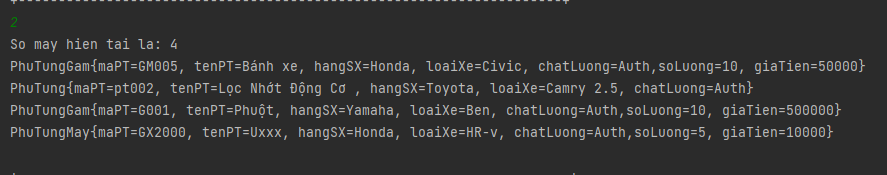 +------------------------------------------------------------------+
2
So may hien tai la: 4
PhuTungGam{maPT=GM005, tenPT=Bánh xe, hangSX=Honda, loaiXe=Civic, chatLuong=Auth,soLuong=10, giaTien=50000}
PhuTung{maPT=pt002, tenPT=Lọc Nhớt Động Cơ , hangSX=Toyota, loaiXe=Camry 2.5, chatLuong=Auth}
PhuTungGam{maPT=G001, tenPT=Phuột, hangSX=Yamaha, loaiXe=Ben, chatLuong=Auth,soLuong=10, giaTien=500000}
PhuTungMay{maPT=GX2000, tenPT=Uxxx, hangSX=Honda, loaiXe=HR-v, chatLuong=Auth,soLuong=5, giaTien=10000}